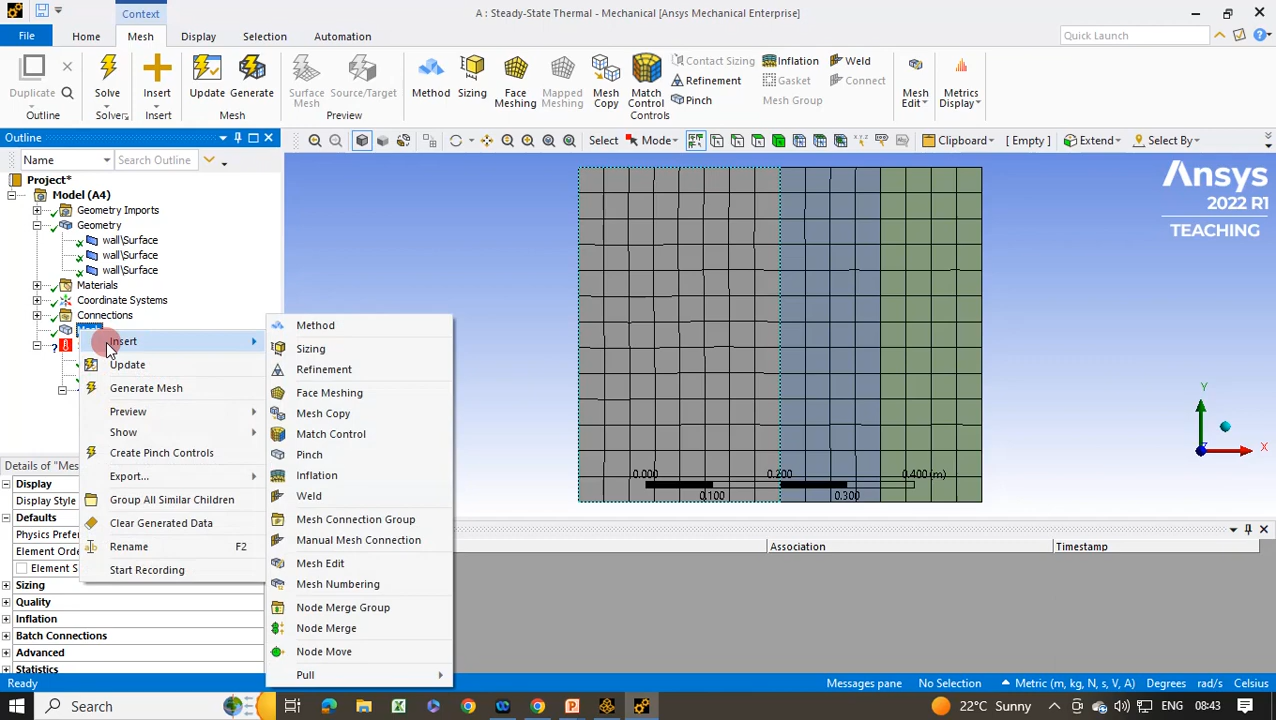 Context
A : Steady-State Thermal - Mechanical [Ansys Mechanical Enterprise]
File
Home
Mesh
Display
Selection
Automation
Quick Launch
Duplicate
Outline
Solve
Solver
Insert
Insert
Update
Generate
Mesh
Surface
Mesh
Source/Target
Preview
Method
Sizing
Face
Meshing
Mapped
Meshing
Mesh
Copy
Match
Control
Contact Sizing
Refinement
Pinch
Inflation
Gasket
Mesh Group
Weld
Connect
Controls
Mesh
Edit
Metrics
Display
Outline
Name
Search Outline
Select
Mode
Clipboard
[ Empty ]
Extend
Select By
Project*
Model (A4)
Geometry Imports
Geometry
wall\Surface
wall\Surface
wall\Surface
Materials
Coordinate Systems
Connections
Insert
Update
Generate Mesh
Preview
Show
Create Pinch Controls
Export...
Group All Similar Children
Clear Generated Data
Rename F2
Start Recording
Method
Sizing
Refinement
Face Meshing
Mesh Copy
Match Control
Pinch
Inflation
Weld
Mesh Connection Group
Manual Mesh Connection
Mesh Edit
Mesh Numbering
Node Merge Group
Node Merge
Node Move
Pull
Details of "Mes
Display
Display Style
Defaults
Physics Prefer
Element Orde
Element S
Sizing
Quality
Inflation
Batch Connections
Advanced
Statistics
Ansys
2022 R1
TEACHING
0.000
0.200
0.400 (m)
0.100
0.300
Y
X
Z
Association
Timestamp
Ready
Messages pane
No Selection
Metric (m, kg, N, s, V, A)
Degrees
rad/s
Celsius
Search
22°C Sunny
ENG
08:43